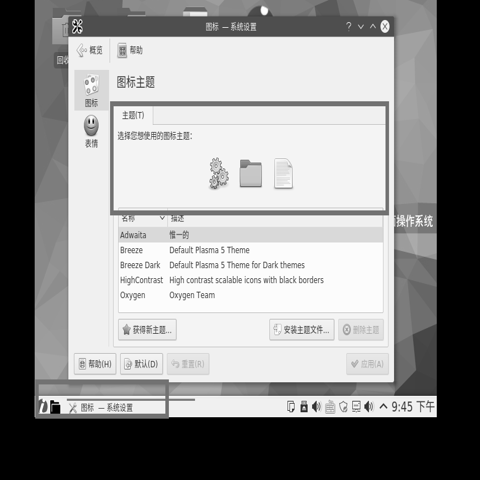 图标 — 系统设置
概览
帮助
图标主题
图标
表情
主题(T)
选择您想使用的图标主题:
名称 描述
Adwaita 惟一的
Breeze Default Plasma 5 Theme
Breeze Dark Default Plasma 5 Theme for Dark themes
HighContrast High contrast scalable icons with black borders
Oxygen Oxygen Team
获得新主题...
安装主题文件...
删除主题
帮助(H)
默认(D)
重置(R)
应用(A)
回收
操作系统
图标 — 系统设置
9:45 下午